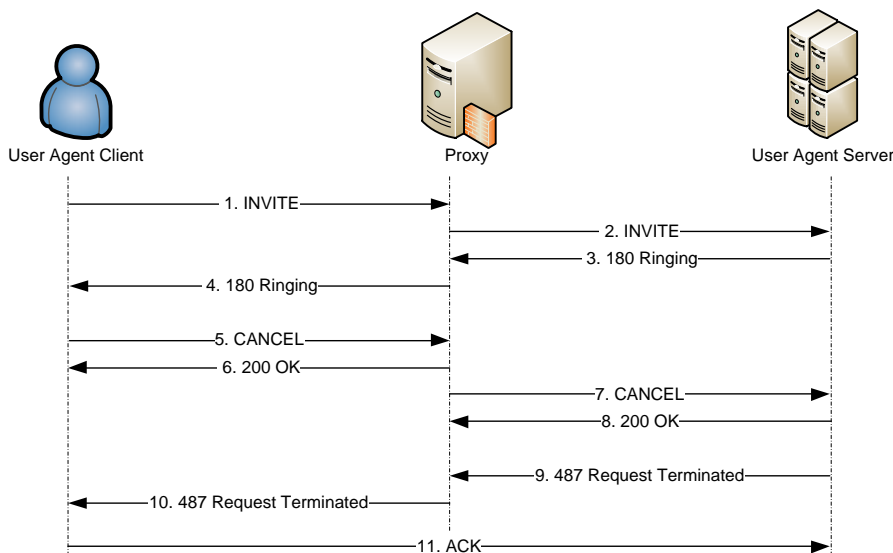 User Agent Client
Proxy
User Agent Server
1. INVITE
2. INVITE
3. 180 Ringing
4. 180 Ringing
5. CANCEL
6. 200 OK
7. CANCEL
8. 200 OK
9. 487 Request Terminated
10. 487 Request Terminated
11. ACK